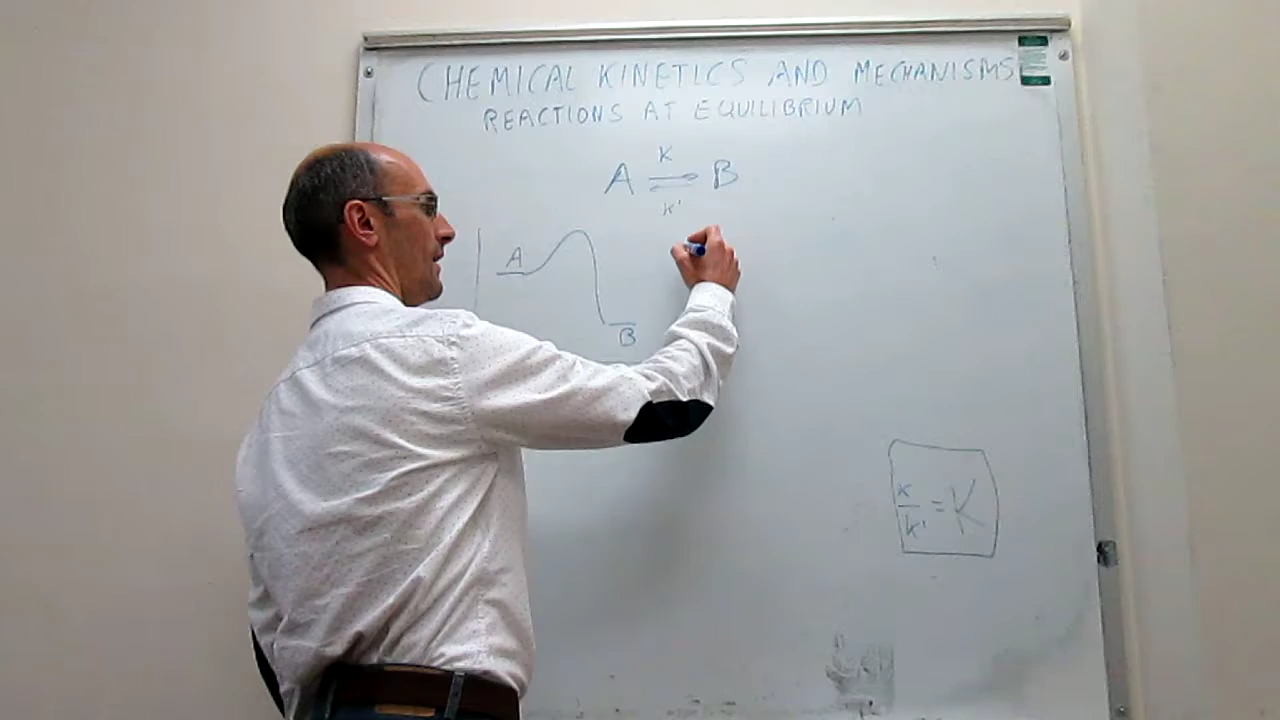 CHEMICAL KINETICS AND MECHANISMS
REACTIONS AT EQUILIBRIUM
K
A ⇌ B
K'
A
B
K/K' = K